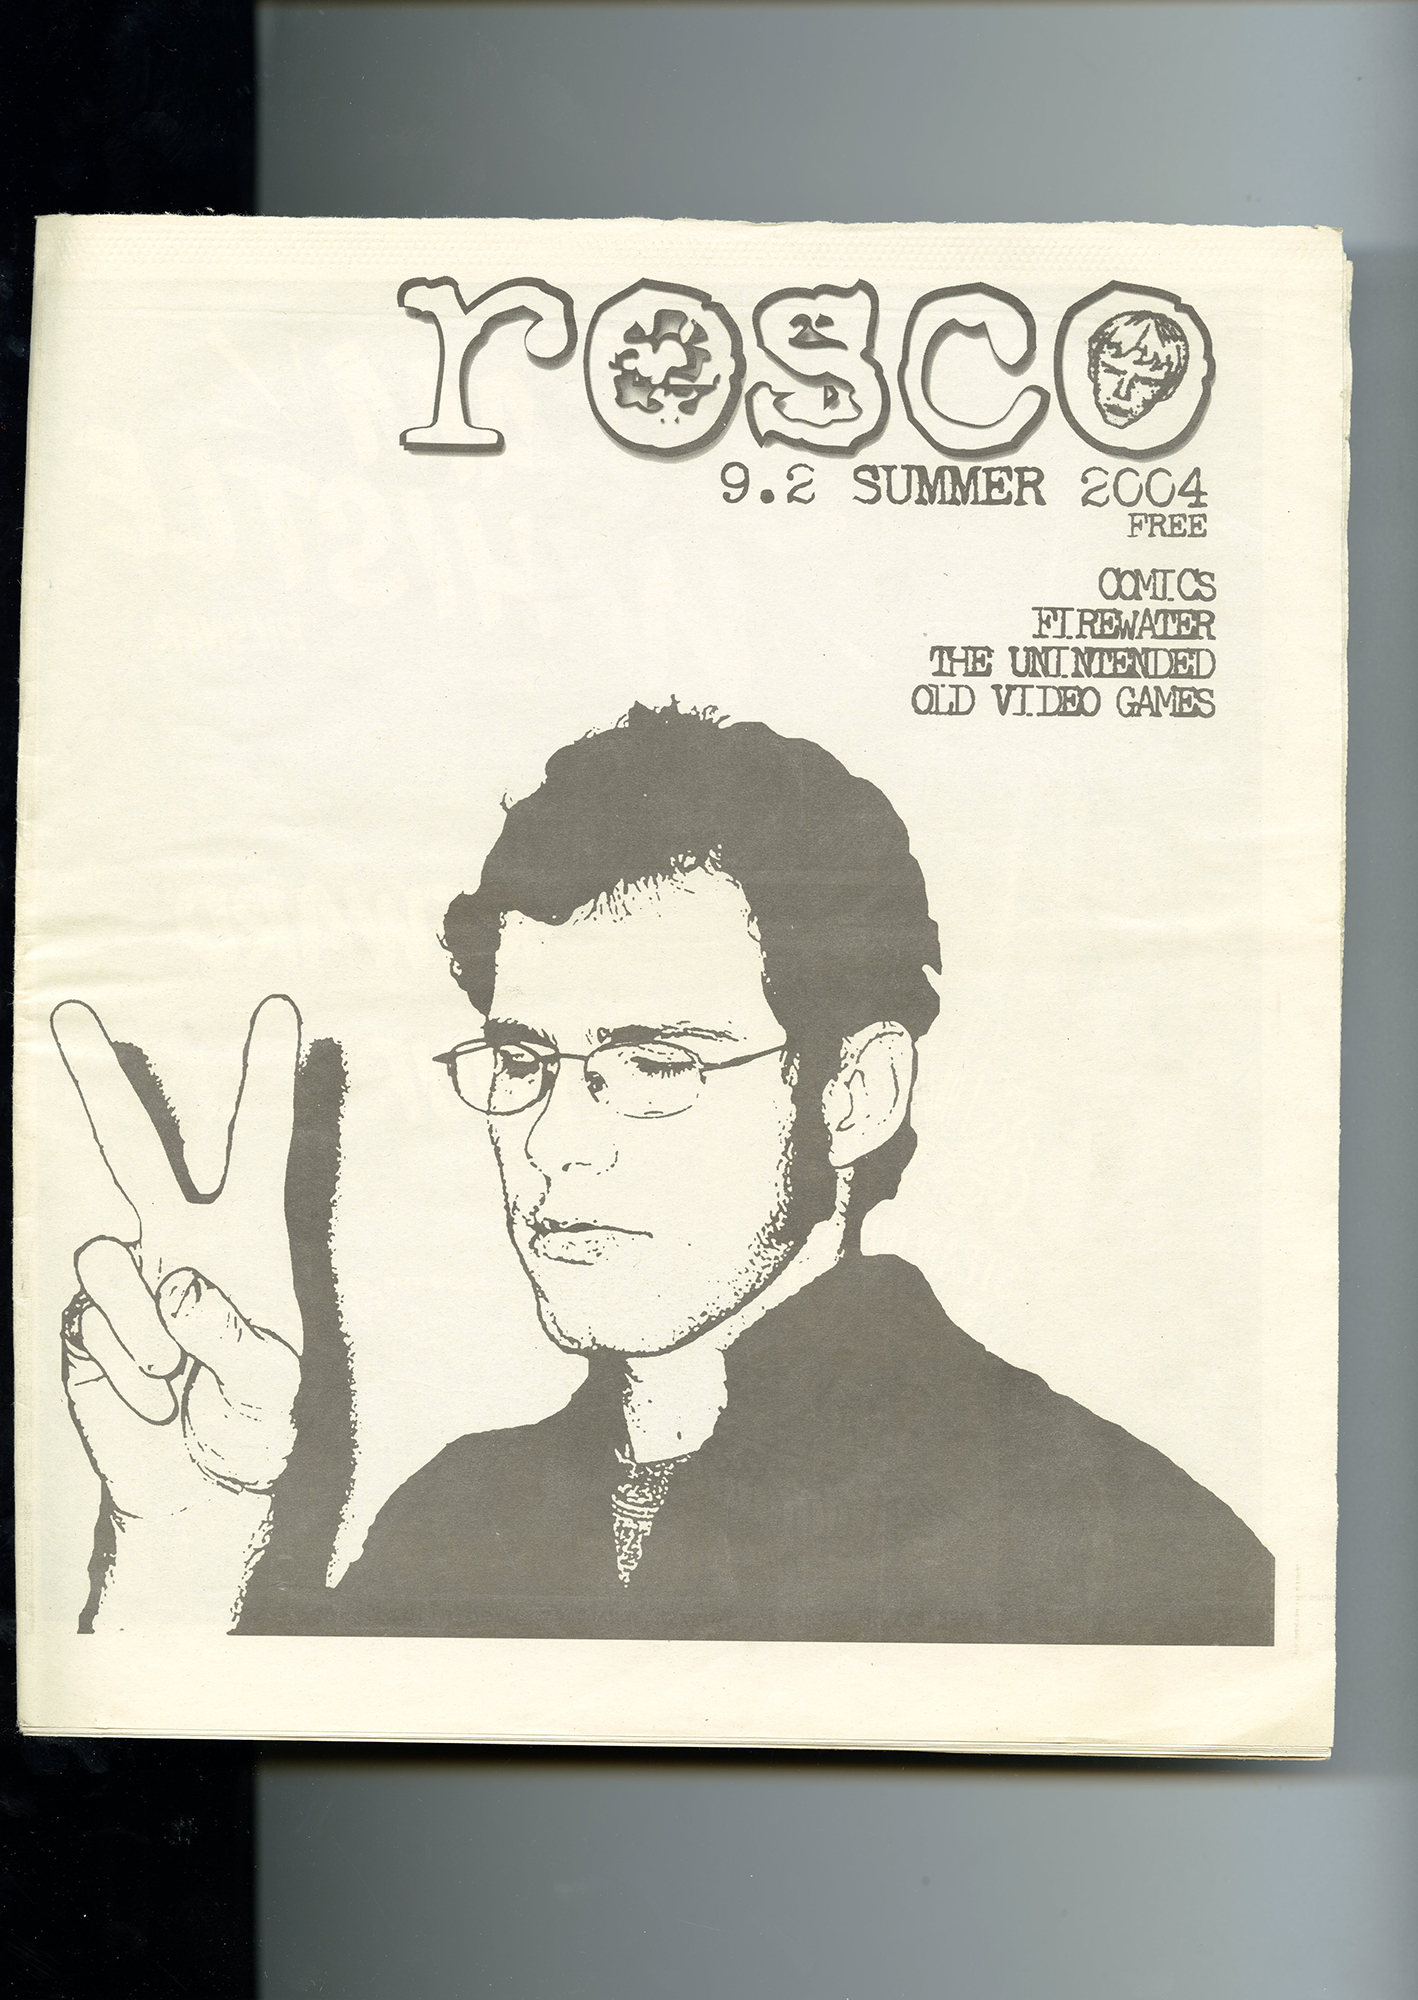 rosco
9.2 SUMMER 2004
FREE
COMICS
FIREWATER
THE UNINTENDED
OLD VIDEO GAMES